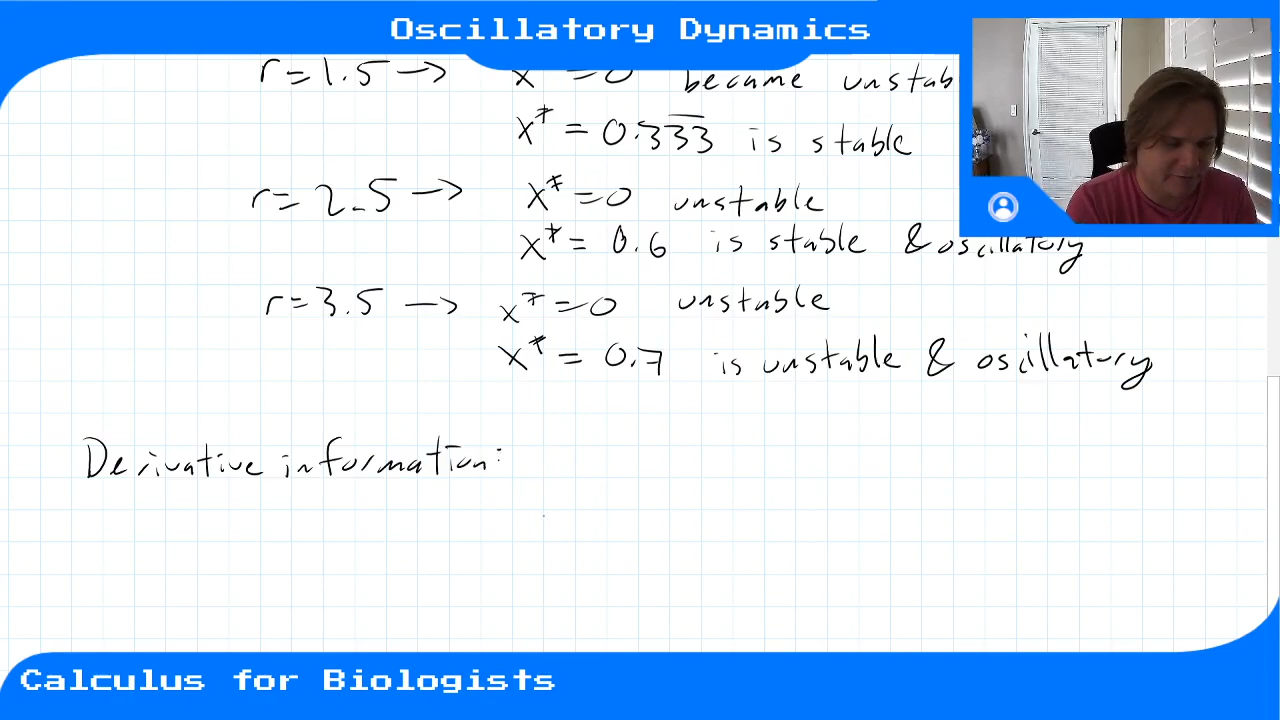 Oscillatory Dynamics
r=1.5 → x* =0 became unstab
x* = 0.333 is stable
r=2.5 → x* =0 unstable
x* = 0.6 is stable & oscillatory
r=3.5 → x* =0 unstable
x* = 0.7 is unstable & oscillatory
Derivative information:
Calculus for Biologists